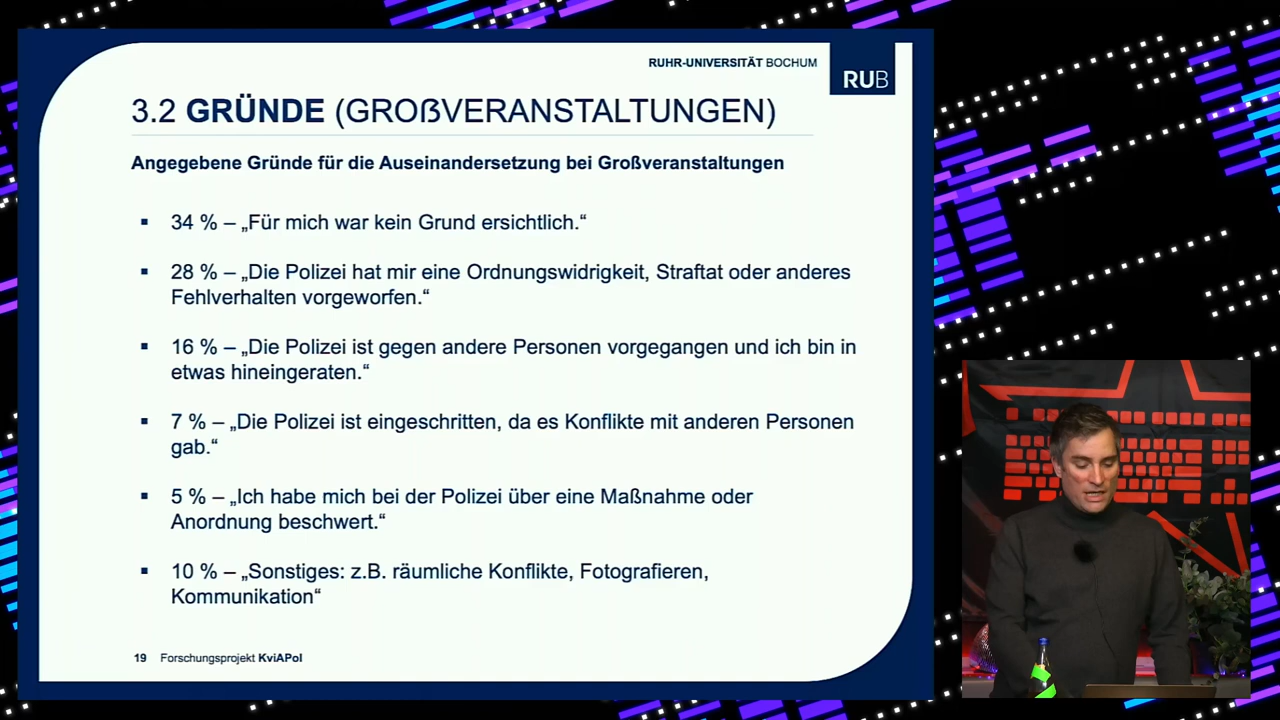 RUHR-UNIVERSITÄT BOCHUM
RUB
3.2 GRÜNDE (GROßVERANSTALTUNGEN)
Angegebene Gründe für die Auseinandersetzung bei Großveranstaltungen
▪ 34 % – „Für mich war kein Grund ersichtlich.“
▪ 28 % – „Die Polizei hat mir eine Ordnungswidrigkeit, Straftat oder anderes
Fehlverhalten vorgeworfen.“
▪ 16 % – „Die Polizei ist gegen andere Personen vorgegangen und ich bin in
etwas hineingeraten.“
▪ 7 % – „Die Polizei ist eingeschritten, da es Konflikte mit anderen Personen
gab.“
▪ 5 % – „Ich habe mich bei der Polizei über eine Maßnahme oder
Anordnung beschwert.“
▪ 10 % – „Sonstiges: z.B. räumliche Konflikte, Fotografieren,
Kommunikation“
19 Forschungsprojekt KviAPol